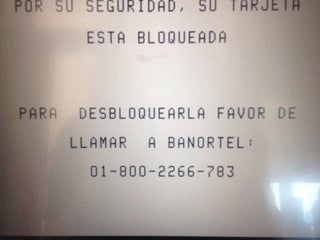 POR SU SEGURIDAD, SU TARJETA
ESTA BLOQUEADA
PARA DESBLOQUEARLA FAVOR DE
LLAMAR A BANORTEL:
01-800-2266-783